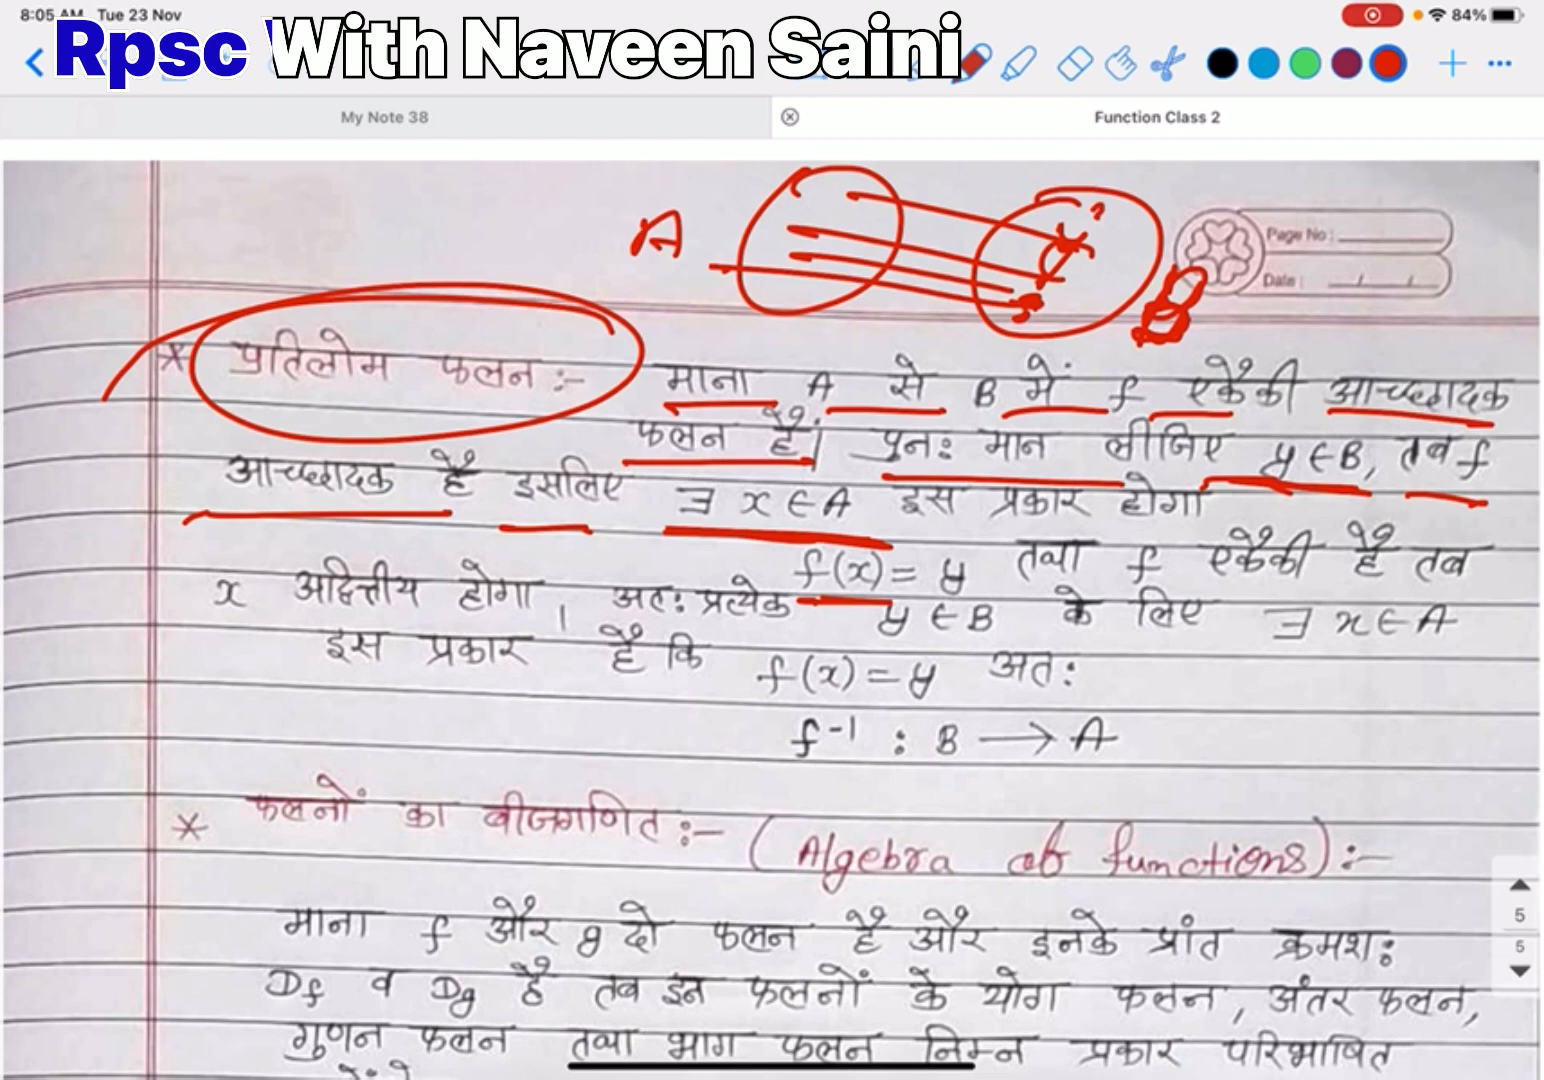 8:05 AM Tue 23 Nov
84%
Rpsc With Naveen Saini
My Note 38
Function Class 2
A
B
Page No :
Date :
* प्रतिलोम फलन :- माना A से B में f एकैकी आच्छादक
फलन है। पुनः मान लीजिए y ∈ B, तब f
आच्छादक है इसलिए ∃ x ∈ A इस प्रकार होगा
f(x) = y तथा f एकैकी है तब
x अद्वित्तीय होगा। अतः प्रत्येक y ∈ B के लिए ∃ x ∈ A
इस प्रकार है कि f(x) = y अतः
f⁻¹ : B → A
* फलनों का बीजगणित :- (Algebra of functions) :-
माना f और g दो फलन है और इनके प्रांत क्रमशः
Df व Dg है तब इन फलनों के योग फलन, अंतर फलन,
गुणन फलन तथा भाग फलन निम्न प्रकार परिभाषित
5
5